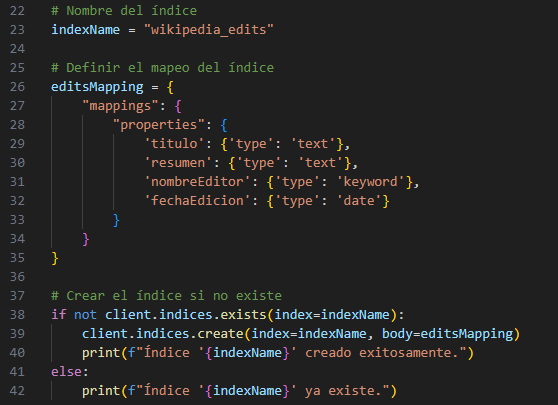 22 # Nombre del índice
23 indexName = "wikipedia_edits"
24
25 # Definir el mapeo del índice
26 editsMapping = {
27     "mappings": {
28         "properties": {
29             'titulo': {'type': 'text'},
30             'resumen': {'type': 'text'},
31             'nombreEditor': {'type': 'keyword'},
32             'fechaEdicion': {'type': 'date'}
33         }
34     }
35 }
36
37 # Crear el índice si no existe
38 if not client.indices.exists(index=indexName):
39     client.indices.create(index=indexName, body=editsMapping)
40     print(f"Índice '{indexName}' creado exitosamente.")
41 else:
42     print(f"Índice '{indexName}' ya existe.")